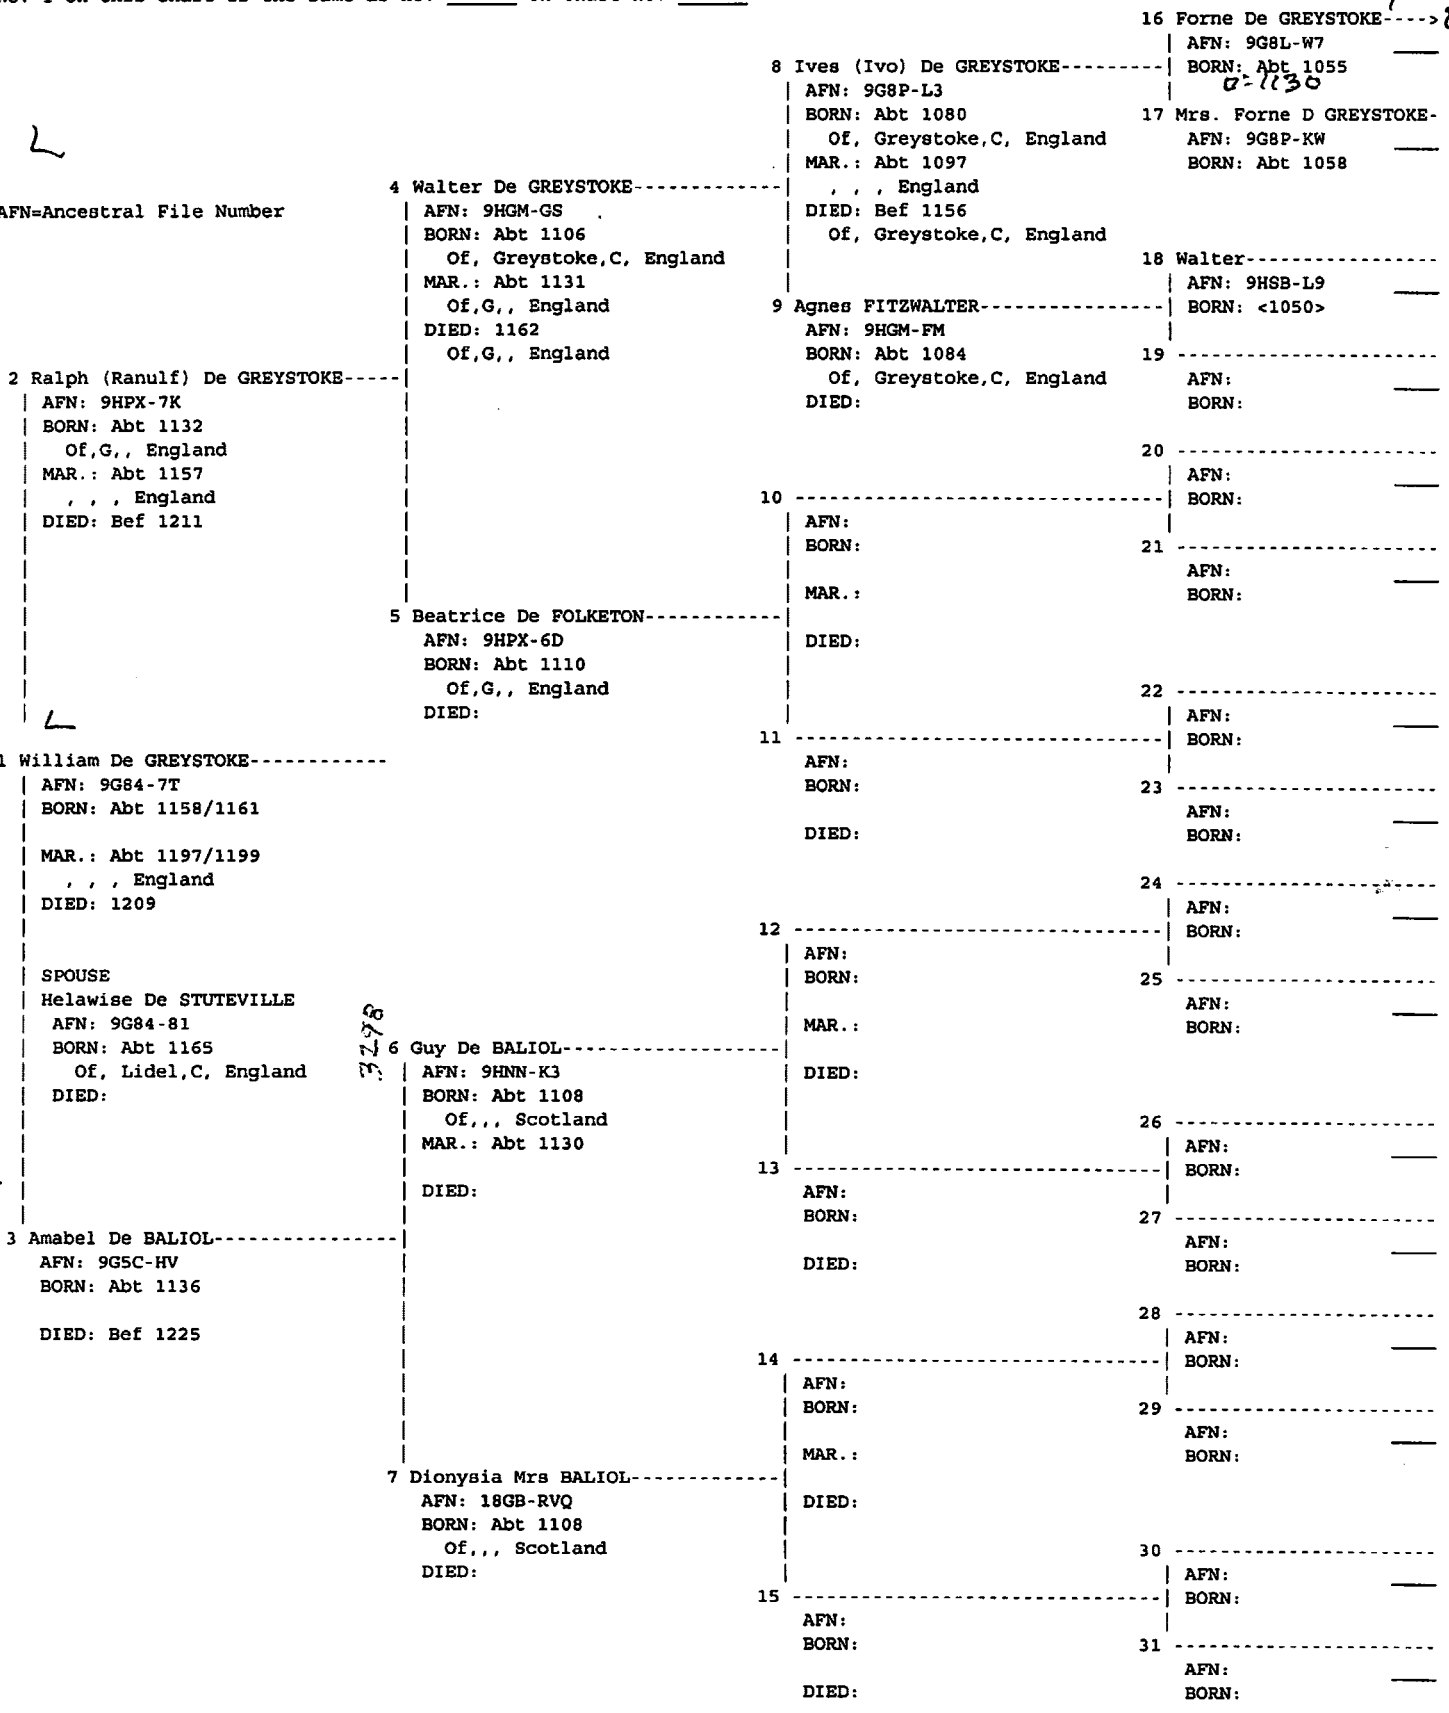 AFN=Ancestral File Number
2 Ralph (Ranulf) De GREYSTOKE-----
AFN: 9HPX-7K
BORN: Abt 1132
Of,G,, England
MAR.: Abt 1157
, , , England
DIED: Bef 1211
1 William De GREYSTOKE------------
AFN: 9G84-7T
BORN: Abt 1158/1161
MAR.: Abt 1197/1199
, , , England
DIED: 1209
SPOUSE
Helawise De STUTEVILLE
AFN: 9G84-81
BORN: Abt 1165
Of, Lidel,C, England
DIED:
3 Amabel De BALIOL----------------
AFN: 9G5C-HV
BORN: Abt 1136
DIED: Bef 1225
4 Walter De GREYSTOKE-------------
AFN: 9HGM-GS
BORN: Abt 1106
Of, Greystoke,C, England
MAR.: Abt 1131
Of,G,, England
DIED: 1162
Of,G,, England
5 Beatrice De FOLKETON------------
AFN: 9HPX-6D
BORN: Abt 1110
Of,G,, England
DIED:
3298
6 Guy De BALIOL-------------------
AFN: 9HNN-K3
BORN: Abt 1108
Of,,, Scotland
MAR.: Abt 1130
DIED:
7 Dionysia Mrs BALIOL-------------
AFN: 18GB-RVQ
BORN: Abt 1108
Of,,, Scotland
DIED:
8 Ives (Ivo) De GREYSTOKE---------
AFN: 9G8P-L3
BORN: Abt 1080
Of, Greystoke,C, England
MAR.: Abt 1097
, , , England
DIED: Bef 1156
Of, Greystoke,C, England
9 Agnes FITZWALTER----------------
AFN: 9HGM-FM
BORN: Abt 1084
Of, Greystoke,C, England
DIED:
10 --------------------------------
AFN:
BORN:
MAR.:
DIED:
11 --------------------------------
AFN:
BORN:
DIED:
12 --------------------------------
AFN:
BORN:
MAR.:
DIED:
13 --------------------------------
AFN:
BORN:
DIED:
14 --------------------------------
AFN:
BORN:
MAR.:
DIED:
15 --------------------------------
AFN:
BORN:
DIED:
16 Forne De GREYSTOKE---->
AFN: 9G8L-W7
BORN: Abt 1055
D=1130
17 Mrs. Forne D GREYSTOKE-
AFN: 9G8P-KW
BORN: Abt 1058
18 Walter-----------------
AFN: 9HSB-L9
BORN: <1050>
19 -----------------------
AFN:
BORN:
20 -----------------------
AFN:
BORN:
21 -----------------------
AFN:
BORN:
22 -----------------------
AFN:
BORN:
23 -----------------------
AFN:
BORN:
24 -----------------------
AFN:
BORN:
25 -----------------------
AFN:
BORN:
26 -----------------------
AFN:
BORN:
27 -----------------------
AFN:
BORN:
28 -----------------------
AFN:
BORN:
29 -----------------------
AFN:
BORN:
30 -----------------------
AFN:
BORN:
31 -----------------------
AFN:
BORN: